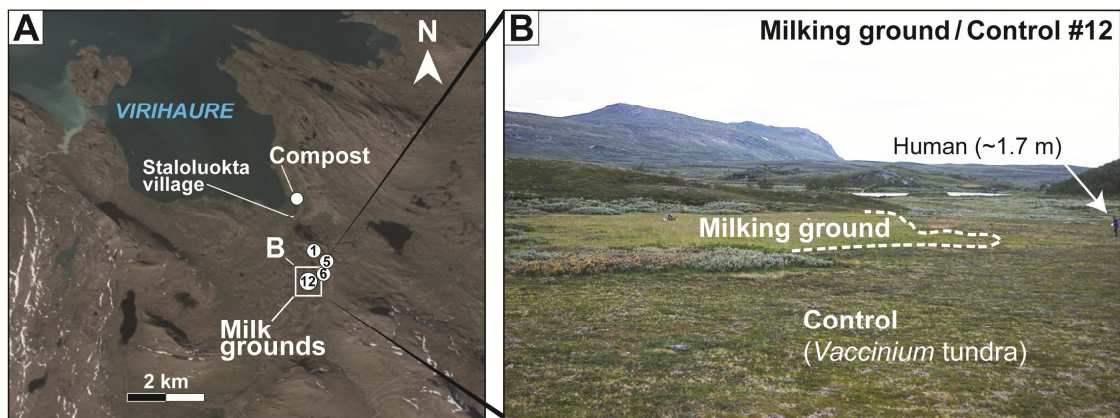 A
N
VIRIHAURE
Staloluokta
village
Compost
B
1
5
6
12
Milk
grounds
2 km
B
Milking ground / Control #12
Human (~1.7 m)
Milking ground
Control
(Vaccinium tundra)